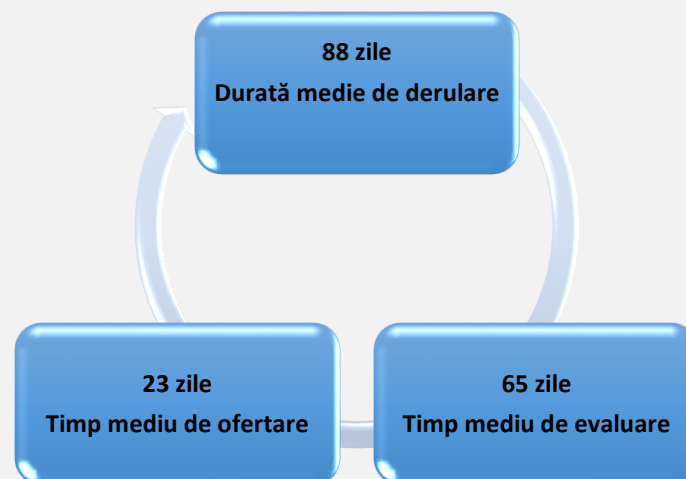 88 zile
Durată medie de derulare
23 zile
Timp mediu de ofertare
65 zile
Timp mediu de evaluare